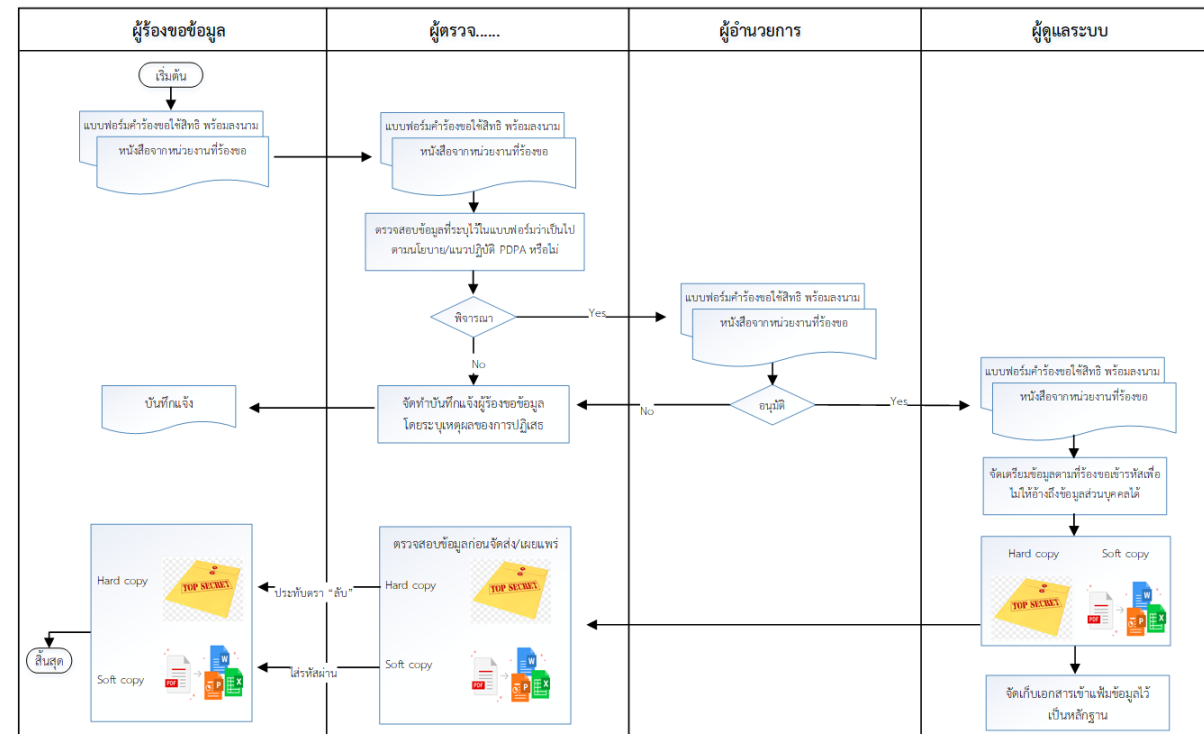 ผู้ร้องขอข้อมูล
ผู้ตรวจ......
ผู้อำนวยการ
ผู้ดูแลระบบ
เริ่มต้น
แบบฟอร์มคำร้องขอใช้สิทธิ พร้อมลงนาม
หนังสือจากหน่วยงานที่ร้องขอ
แบบฟอร์มคำร้องขอใช้สิทธิ พร้อมลงนาม
หนังสือจากหน่วยงานที่ร้องขอ
ตรวจสอบข้อมูลที่ระบุไว้ในแบบฟอร์มว่าเป็นไป
ตามนโยบาย/แนวปฏิบัติ PDPA หรือไม่
พิจารณา
Yes
No
แบบฟอร์มคำร้องขอใช้สิทธิ พร้อมลงนาม
หนังสือจากหน่วยงานที่ร้องขอ
อนุมัติ
No
Yes
จัดทำบันทึกแจ้งผู้ร้องขอข้อมูล
โดยระบุเหตุผลของการปฏิเสธ
บันทึกแจ้ง
แบบฟอร์มคำร้องขอใช้สิทธิ พร้อมลงนาม
หนังสือจากหน่วยงานที่ร้องขอ
จัดเตรียมข้อมูลตามที่ร้องขอเข้ารหัสเพื่อ
ไม่ให้อ้างถึงข้อมูลส่วนบุคคลได้
Hard copy
Soft copy
TOP SECRET
PDF
W
P
X
จัดเก็บเอกสารเข้าแฟ้มข้อมูลไว้
เป็นหลักฐาน
ตรวจสอบข้อมูลก่อนจัดส่ง/เผยแพร่
Hard copy
TOP SECRET
Soft copy
PDF
W
P
X
ประทับตรา “ลับ”
ใส่รหัสผ่าน
Hard copy
TOP SECRET
Soft copy
PDF
W
P
X
สิ้นสุด